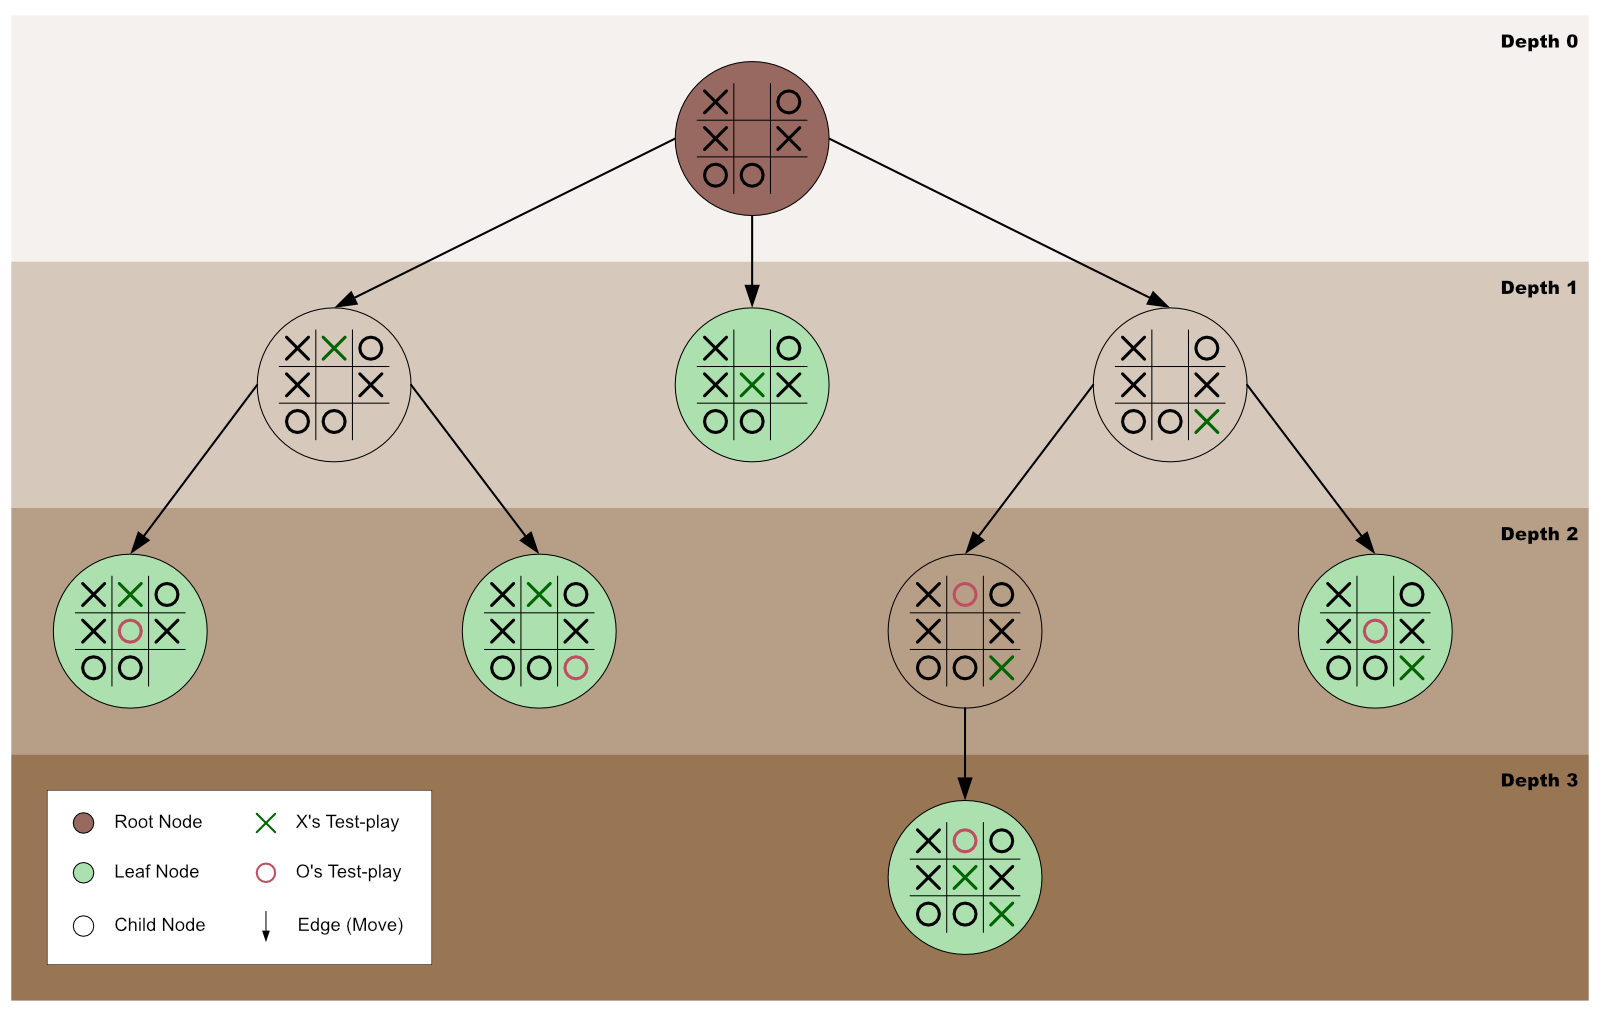 Depth 0
Depth 1
Depth 2
Depth 3
Root Node
X's Test-play
Leaf Node
O's Test-play
Child Node
Edge (Move)